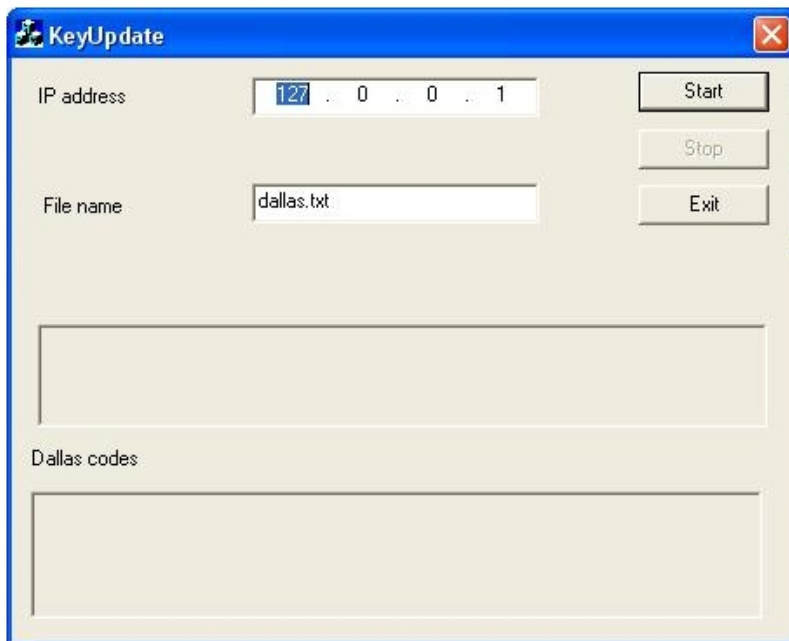 KeyUpdate
IP address
127 . 0 . 0 . 1
Start
Stop
File name
dallas.txt
Exit
Dallas codes